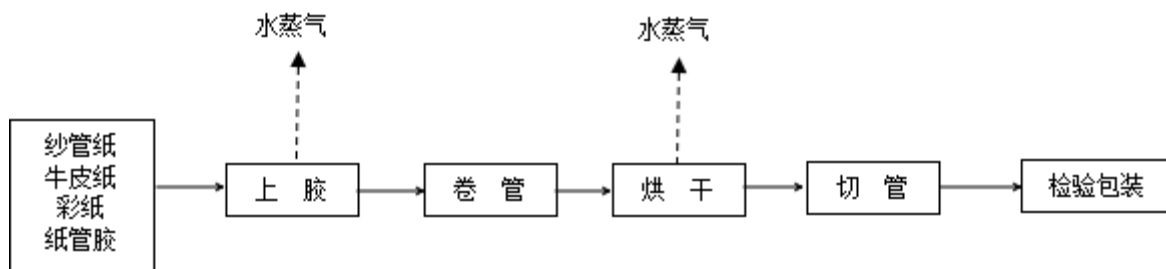 水蒸气
水蒸气
纱管纸
牛皮纸
彩纸
纸管胶
上 胶
卷 管
烘 干
切 管
检验包装